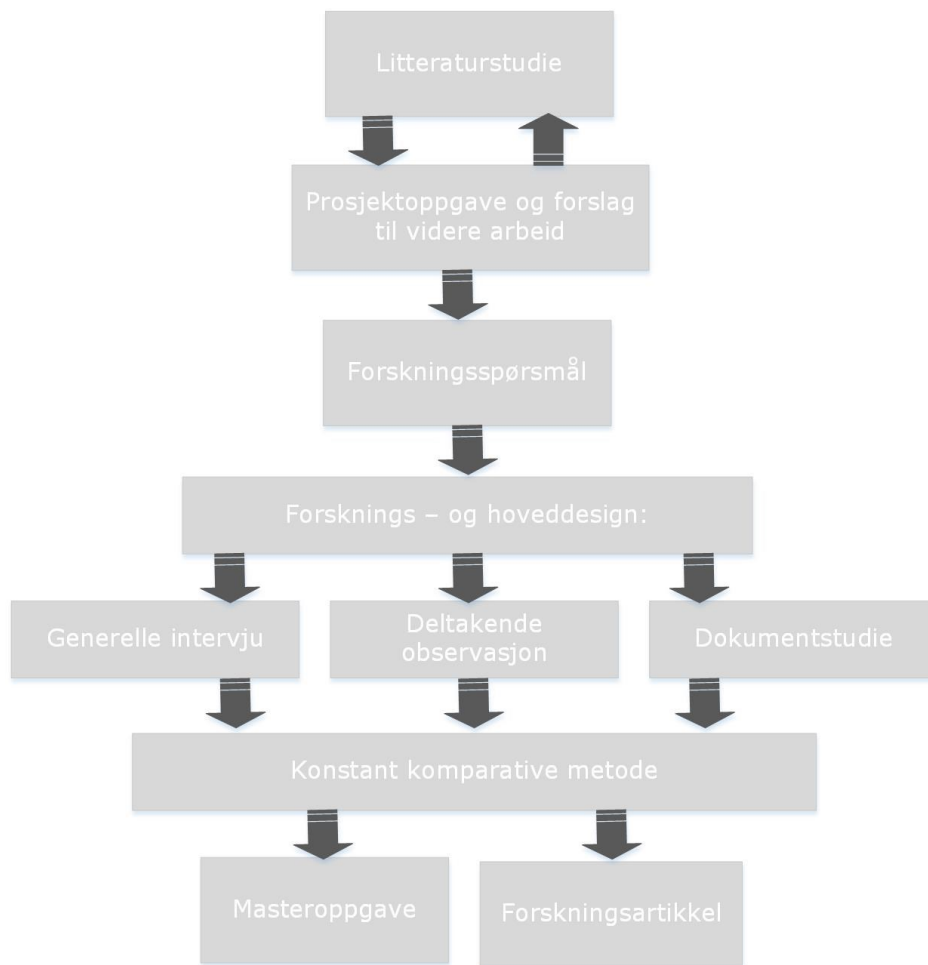 Litteraturstudie
Prosjektoppgave og forslag
til videre arbeid
Forskningsspørsmål
Forsknings – og hoveddesign:
Generelle intervju
Deltakende
observasjon
Dokumentstudie
Konstant komparative metode
Masteroppgave
Forskningsartikkel